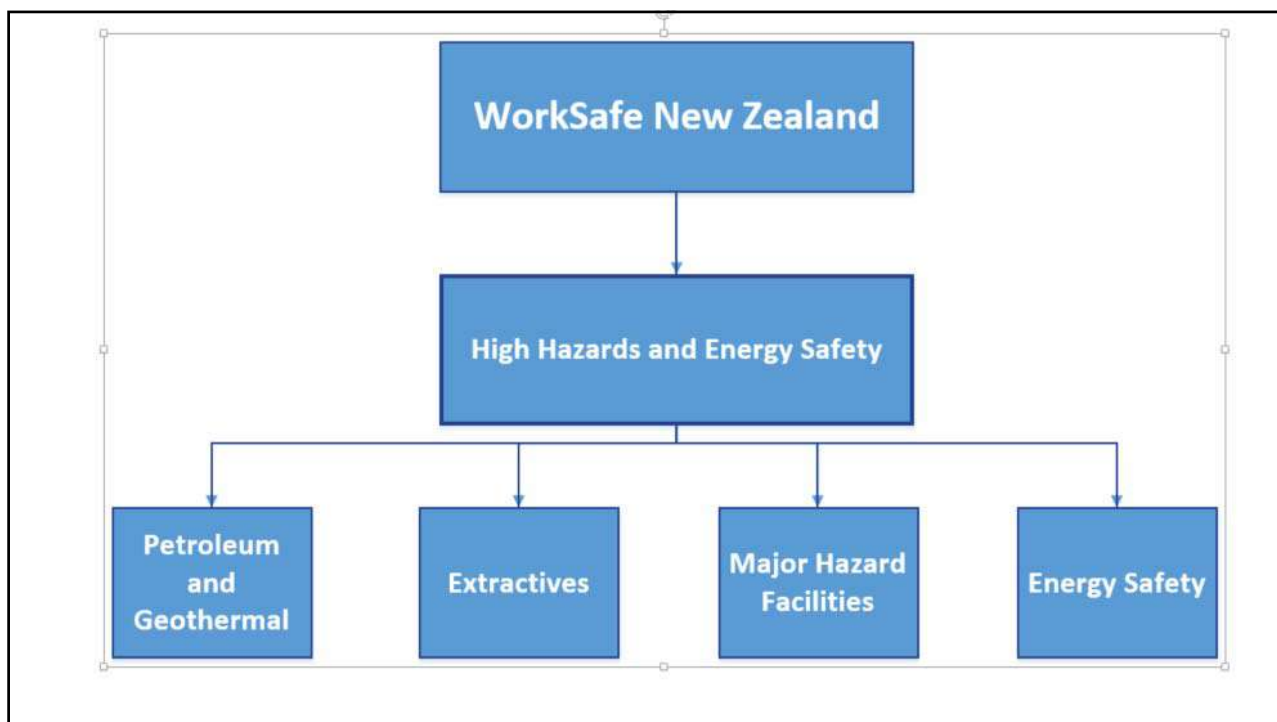 WorkSafe New Zealand
High Hazards and Energy Safety
Petroleum
and
Geothermal
Extractives
Major Hazard
Facilities
Energy Safety